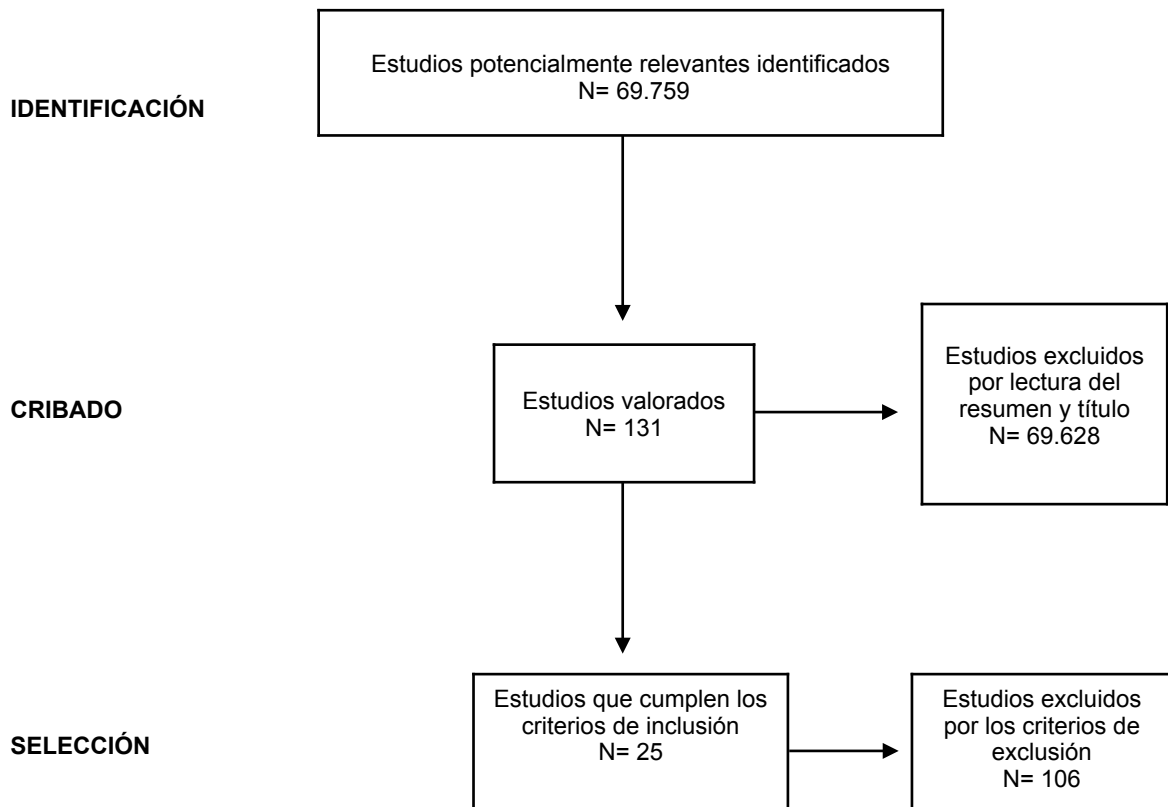 Estudios potencialmente relevantes identificados
N= 69.759
IDENTIFICACIÓN
Estudios excluidos
por lectura del
resumen y título
N= 69.628
Estudios valorados
N= 131
CRIBADO
Estudios que cumplen los
criterios de inclusión
N= 25
Estudios excluidos
por los criterios de
exclusión
N= 106
SELECCIÓN